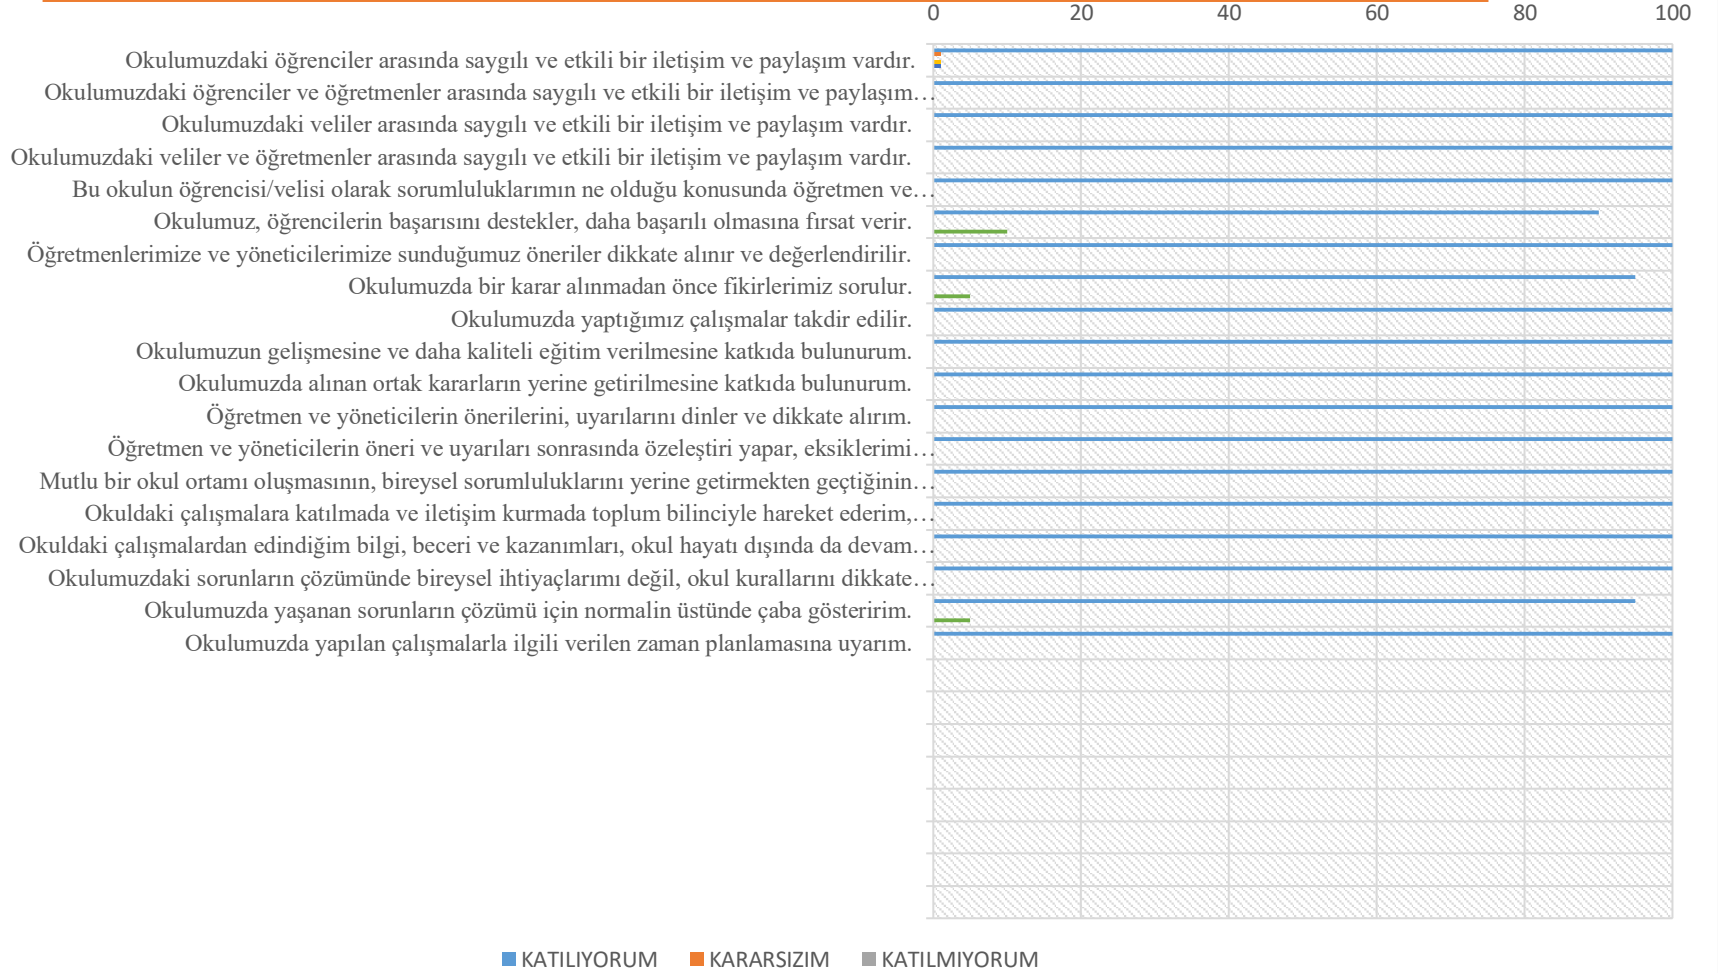 0 20 40 60 80 100
Okulumuzdaki öğrenciler arasında saygılı ve etkili bir iletişim ve paylaşım vardır.
Okulumuzdaki öğrenciler ve öğretmenler arasında saygılı ve etkili bir iletişim ve paylaşım…
Okulumuzdaki veliler arasında saygılı ve etkili bir iletişim ve paylaşım vardır.
Okulumuzdaki veliler ve öğretmenler arasında saygılı ve etkili bir iletişim ve paylaşım vardır.
Bu okulun öğrencisi/velisi olarak sorumluluklarımın ne olduğu konusunda öğretmen ve…
Okulumuz, öğrencilerin başarısını destekler, daha başarılı olmasına fırsat verir.
Öğretmenlerimize ve yöneticilerimize sunduğumuz öneriler dikkate alınır ve değerlendirilir.
Okulumuzda bir karar alınmadan önce fikirlerimiz sorulur.
Okulumuzda yaptığımız çalışmalar takdir edilir.
Okulumuzun gelişmesine ve daha kaliteli eğitim verilmesine katkıda bulunurum.
Okulumuzda alınan ortak kararların yerine getirilmesine katkıda bulunurum.
Öğretmen ve yöneticilerin önerilerini, uyarılarını dinler ve dikkate alırım.
Öğretmen ve yöneticilerin öneri ve uyarıları sonrasında özeleştiri yapar, eksiklerimi…
Mutlu bir okul ortamı oluşmasının, bireysel sorumluluklarını yerine getirmekten geçtiğinin…
Okuldaki çalışmalara katılmada ve iletişim kurmada toplum bilinciyle hareket ederim,…
Okuldaki çalışmalardan edindiğim bilgi, beceri ve kazanımları, okul hayatı dışında da devam…
Okulumuzdaki sorunların çözümünde bireysel ihtiyaçlarımı değil, okul kurallarını dikkate…
Okulumuzda yaşanan sorunların çözümü için normalin üstünde çaba gösteririm.
Okulumuzda yapılan çalışmalarla ilgili verilen zaman planlamasına uyarım.
KATILIYORUM KARARSIZIM KATILMIYORUM